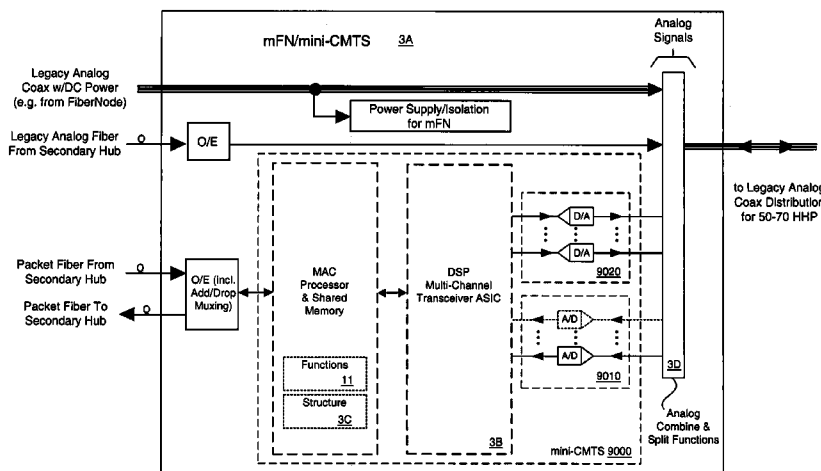 mFN/mini-CMTS 3A
Analog
Signals
Legacy Analog
Coax w/DC Power
(e.g. from FiberNode)
Power Supply/Isolation
for mFN
Legacy Analog Fiber
From Secondary Hub
O/E
to Legacy Analog
Coax Distribution
for 50-70 HHP
D/A
D/A
9020
Packet Fiber From
Secondary Hub
Packet Fiber To
Secondary Hub
O/E (incl.
Add/Drop
Muxing)
MAC
Processor
& Shared
Memory
DSP
Multi-Channel
Transceiver ASIC
A/D
A/D
9010
Functions
11
Structure
3C
3B
3D
mini-CMTS 9000
Analog
Combine &
Split Functions